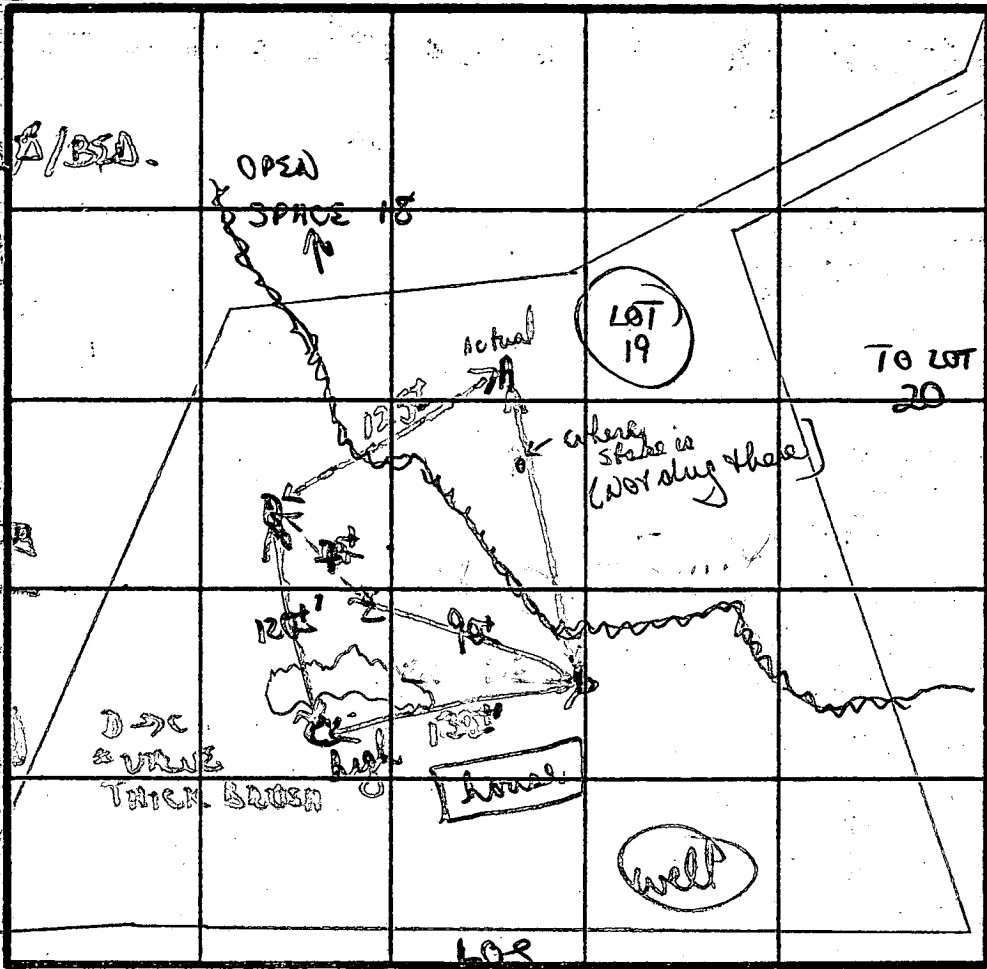 OPEN
SPACE 18
LOT
19
Actual
TO LOT
20
125±
where
stake is
(Not dug there)
120±'
90±
130±'
D → C
THICK BRUSH
high
house
well